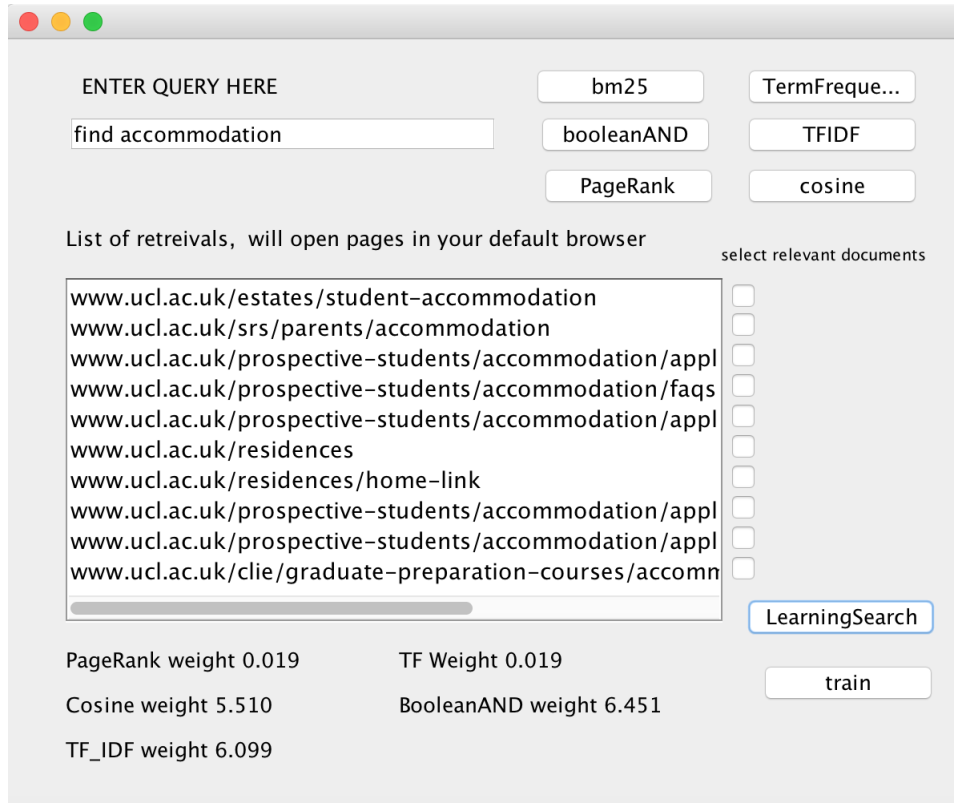 ENTER QUERY HERE
bm25
TermFreque...
find accommodation
booleanAND
TFIDF
PageRank
cosine
List of retreivals,  will open pages in your default browser
select relevant documents
www.ucl.ac.uk/estates/student-accommodation
www.ucl.ac.uk/srs/parents/accommodation
www.ucl.ac.uk/prospective-students/accommodation/appl
www.ucl.ac.uk/prospective-students/accommodation/faqs
www.ucl.ac.uk/prospective-students/accommodation/appl
www.ucl.ac.uk/residences
www.ucl.ac.uk/residences/home-link
www.ucl.ac.uk/prospective-students/accommodation/appl
www.ucl.ac.uk/prospective-students/accommodation/appl
www.ucl.ac.uk/clie/graduate-preparation-courses/accomm
LearningSearch
PageRank weight 0.019
TF Weight 0.019
train
Cosine weight 5.510
BooleanAND weight 6.451
TF_IDF weight 6.099